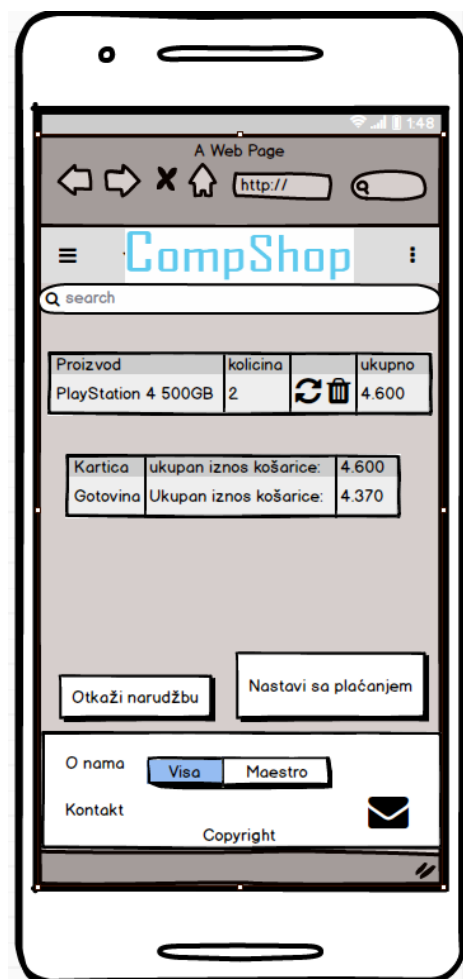 1:48
A Web Page
http://
CompShop
search
Proizvod kolicina ukupno
PlayStation 4 500GB 2 4.600
Kartica ukupan iznos košarice: 4.600
Gotovina Ukupan iznos košarice: 4.370
Otkaži narudžbu
Nastavi sa plaćanjem
O nama
Visa Maestro
Kontakt
Copyright